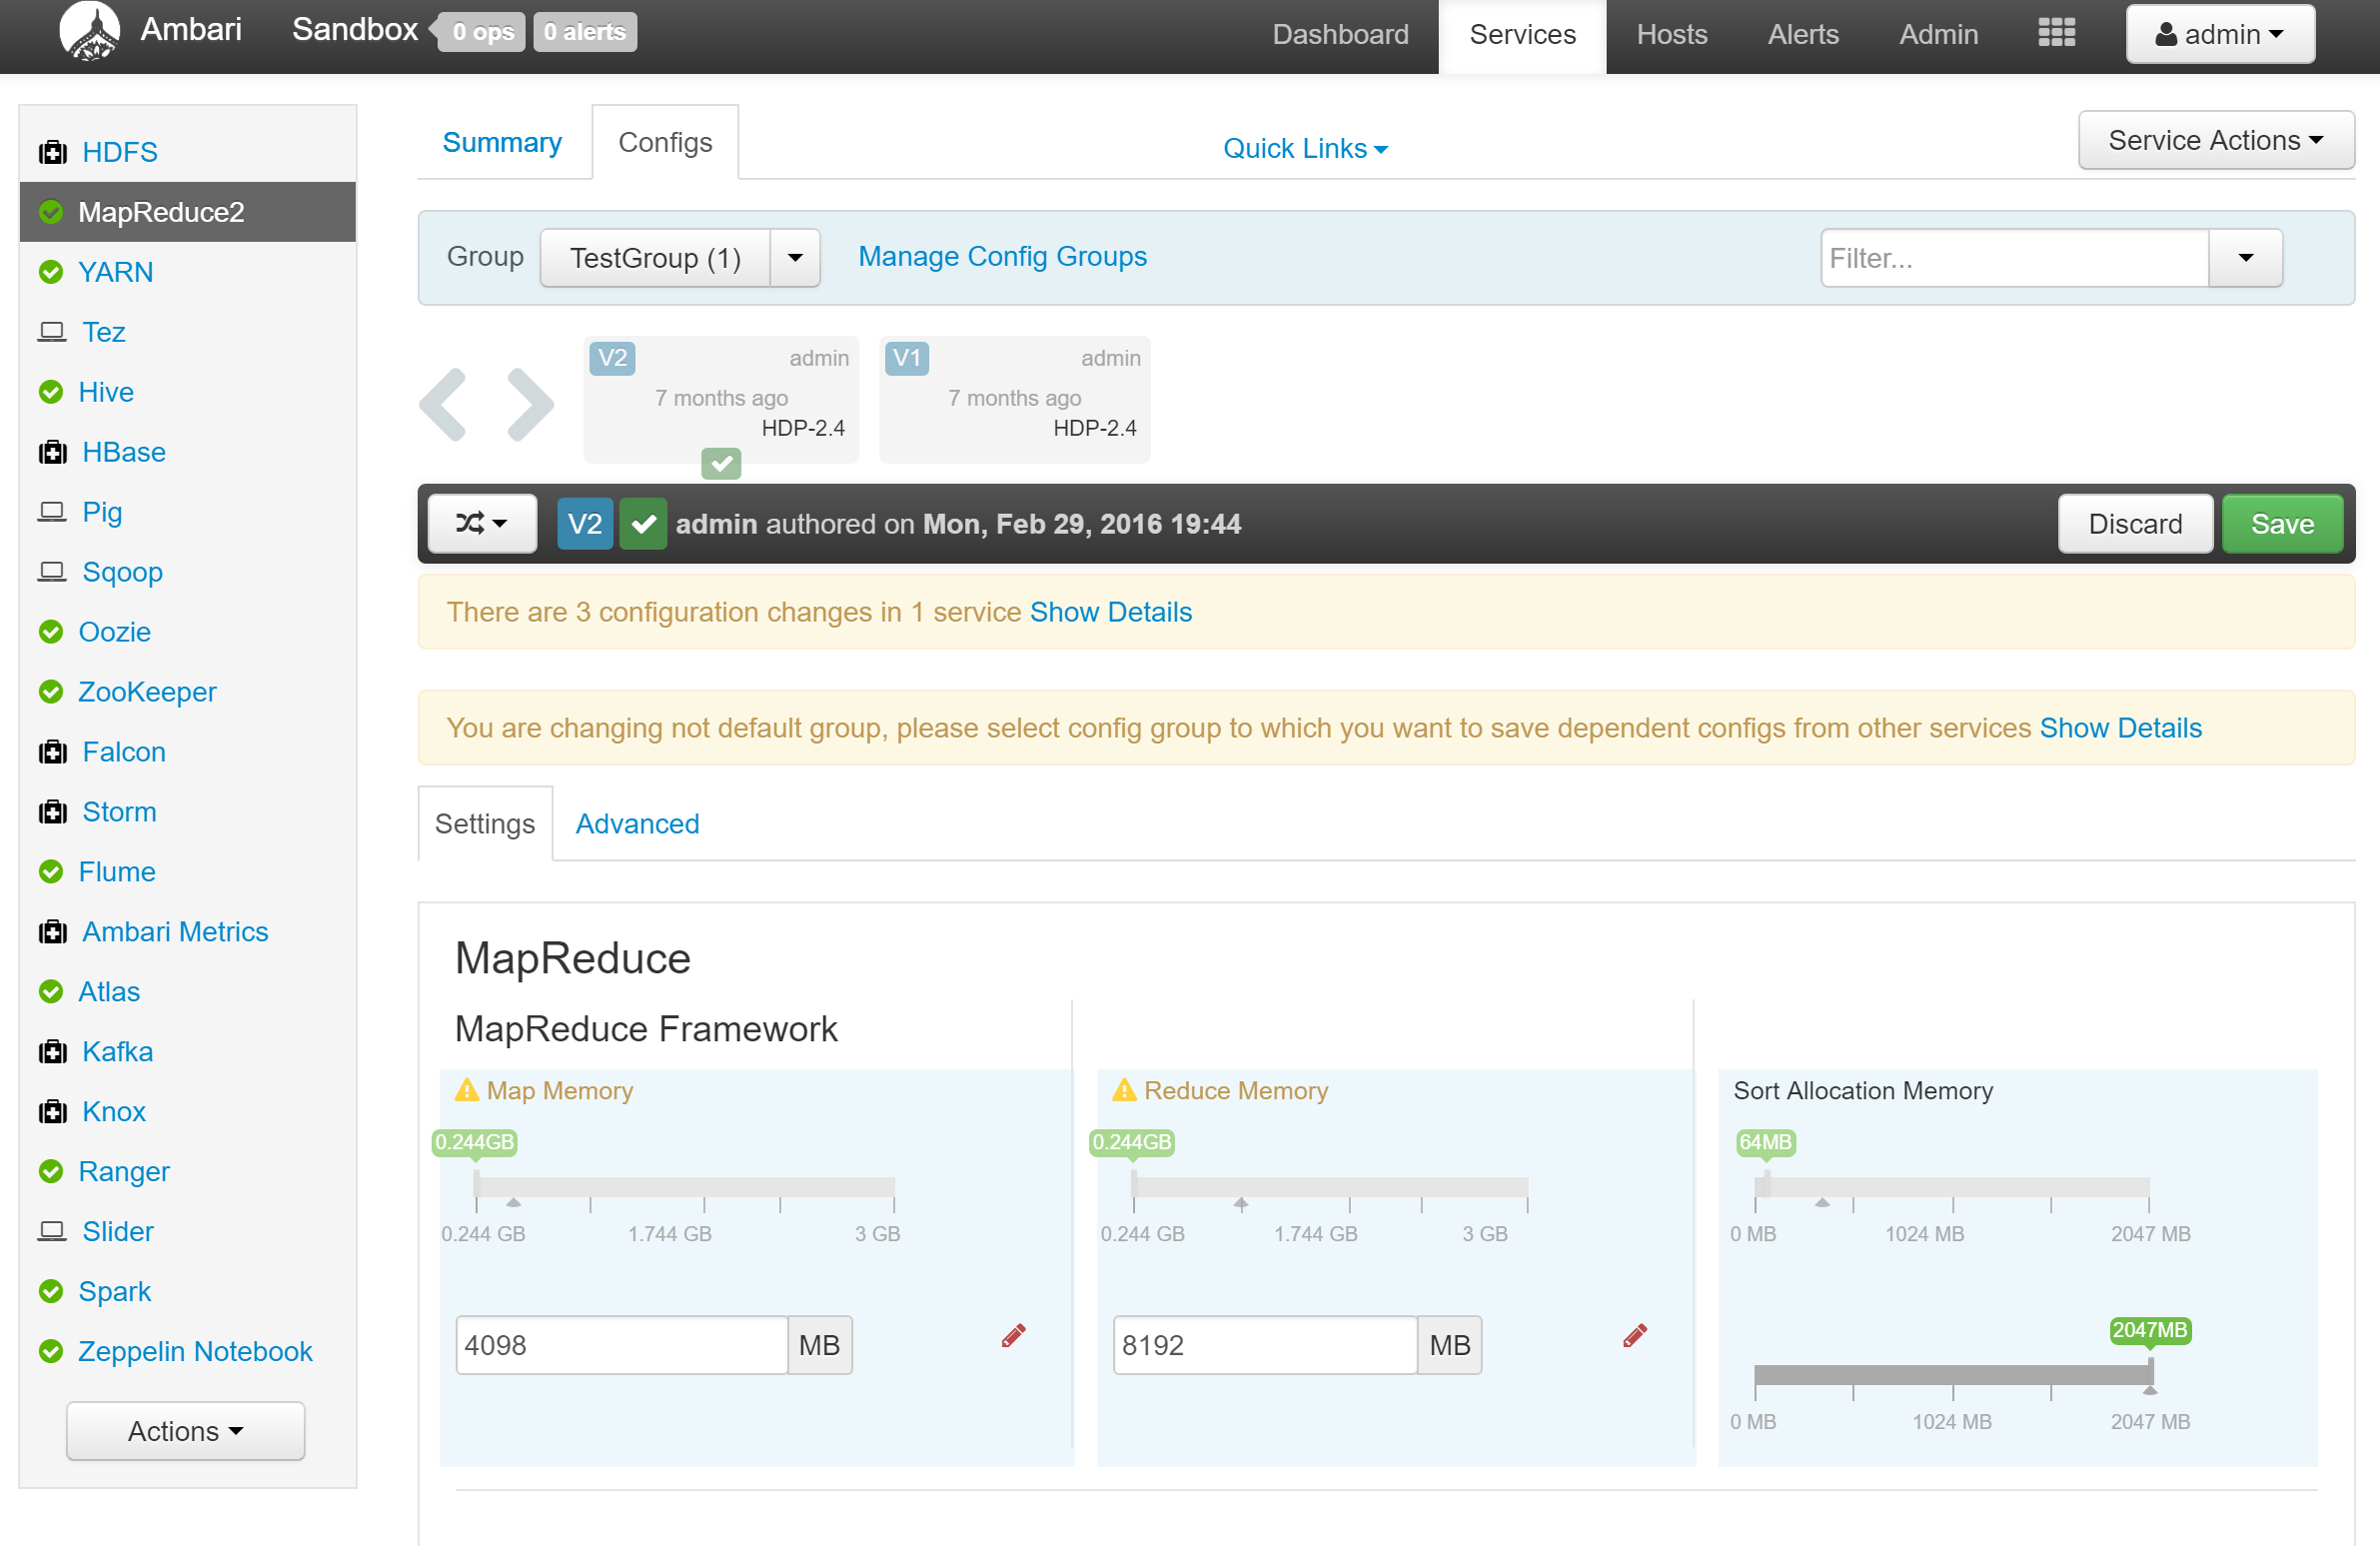 Ambari Sandbox 0 ops 0 alerts Dashboard Services Hosts Alerts Admin admin
HDFS
MapReduce2
YARN
Tez
Hive
HBase
Pig
Sqoop
Oozie
ZooKeeper
Falcon
Storm
Flume
Ambari Metrics
Atlas
Kafka
Knox
Ranger
Slider
Spark
Zeppelin Notebook
Actions
Summary Configs Quick Links Service Actions
Group TestGroup (1) Manage Config Groups Filter...
V2 admin
7 months ago
HDP-2.4
V1 admin
7 months ago
HDP-2.4
V2 admin authored on Mon, Feb 29, 2016 19:44 Discard Save
There are 3 configuration changes in 1 service Show Details
You are changing not default group, please select config group to which you want to save dependent configs from other services Show Details
Settings Advanced
MapReduce
MapReduce Framework
Map Memory
0.244GB
0.244 GB 1.744 GB 3 GB
4098 MB
Reduce Memory
0.244GB
0.244 GB 1.744 GB 3 GB
8192 MB
Sort Allocation Memory
64MB
0 MB 1024 MB 2047 MB
2047MB
0 MB 1024 MB 2047 MB